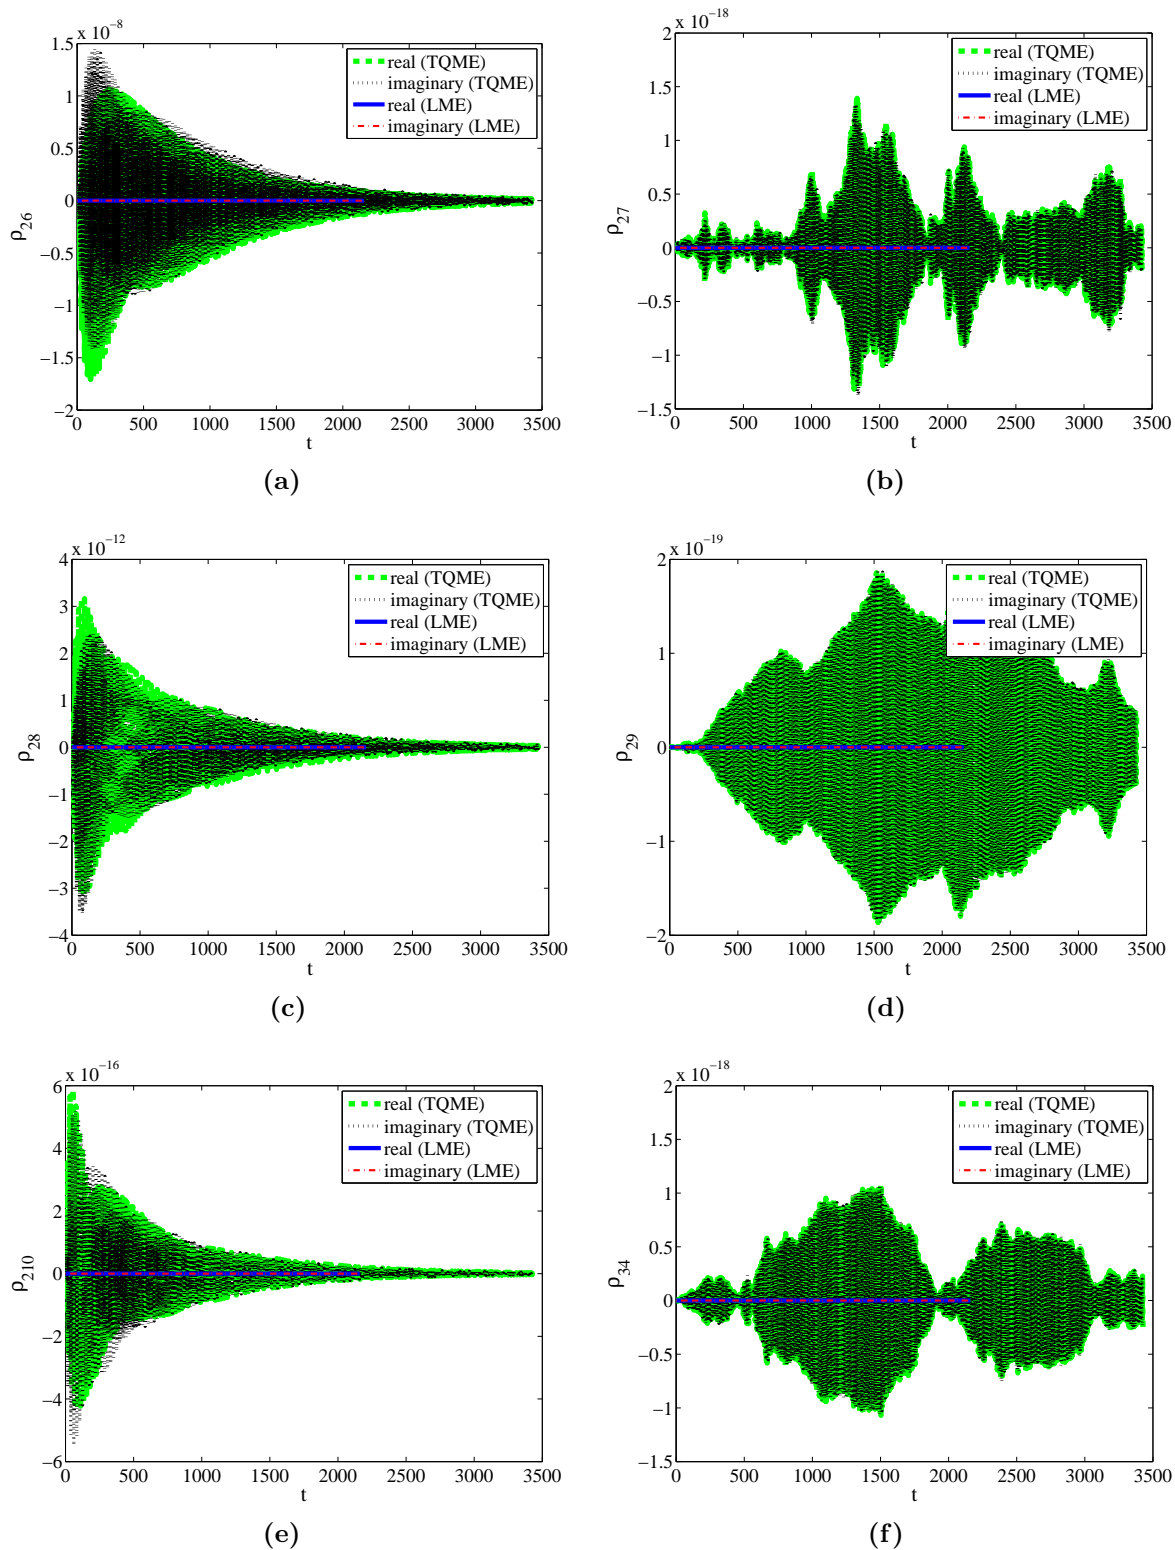 x 10−8
1.5
1
0.5
0
−0.5
−1
−1.5
−2
ρ26
0 500 1000 1500 2000 2500 3000 3500
t
real (TQME)
imaginary (TQME)
real (LME)
imaginary (LME)
(a)
x 10−18
2
1.5
1
0.5
0
−0.5
−1
−1.5
ρ27
0 500 1000 1500 2000 2500 3000 3500
t
real (TQME)
imaginary (TQME)
real (LME)
imaginary (LME)
(b)
x 10−12
4
3
2
1
0
−1
−2
−3
−4
ρ28
0 500 1000 1500 2000 2500 3000 3500
t
real (TQME)
imaginary (TQME)
real (LME)
imaginary (LME)
(c)
x 10−19
2
1
0
−1
−2
ρ29
0 500 1000 1500 2000 2500 3000 3500
t
real (TQME)
imaginary (TQME)
real (LME)
imaginary (LME)
(d)
x 10−16
6
4
2
0
−2
−4
−6
ρ210
0 500 1000 1500 2000 2500 3000 3500
t
real (TQME)
imaginary (TQME)
real (LME)
imaginary (LME)
(e)
x 10−18
2
1.5
1
0.5
0
−0.5
−1
−1.5
ρ34
0 500 1000 1500 2000 2500 3000 3500
t
real (TQME)
imaginary (TQME)
real (LME)
imaginary (LME)
(f)